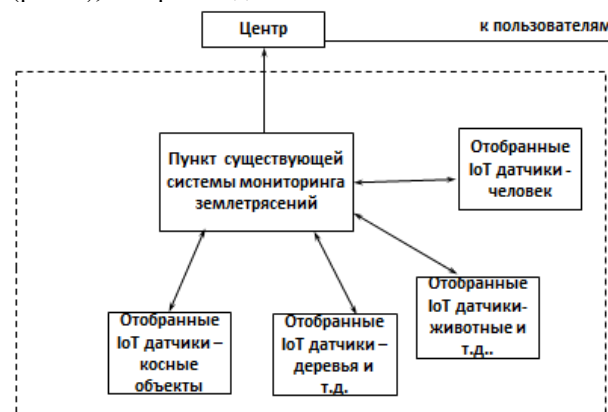 Центр
к пользователям
Пункт существующей
системы мониторинга
землетрясений
Отобранные
IoT датчики -
человек
Отобранные
IoT датчики-
животные и
т.д..
Отобранные
IoT датчики –
косные
объекты
Отобранные
IoT датчики –
деревья и
т.д.